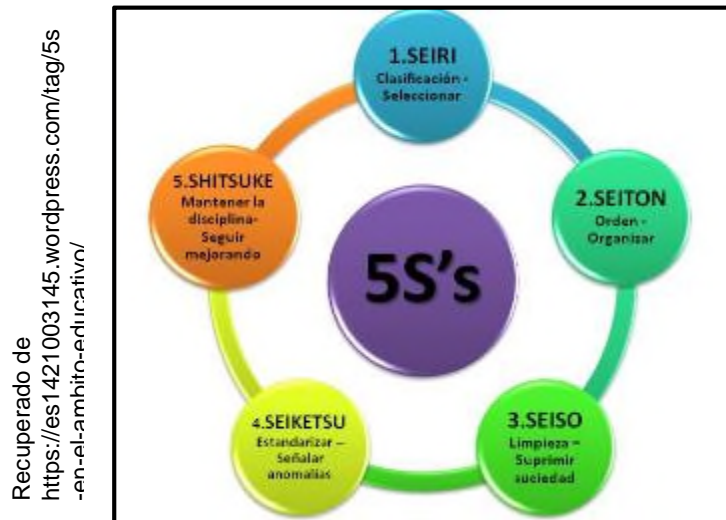 Recuperado de
https://es1421003145.wordpress.com/tag/5s
-en-el-ambito-educativo/
1.SEIRI
Clasificación -
Seleccionar
2.SEITON
Orden -
Organizar
3.SEISO
Limpieza –
Suprimir
suciedad
4.SEIKETSU
Estandarizar –
Señalar
anomalías
5.SHITSUKE
Mantener la
disciplina-
Seguir
mejorando
5S's